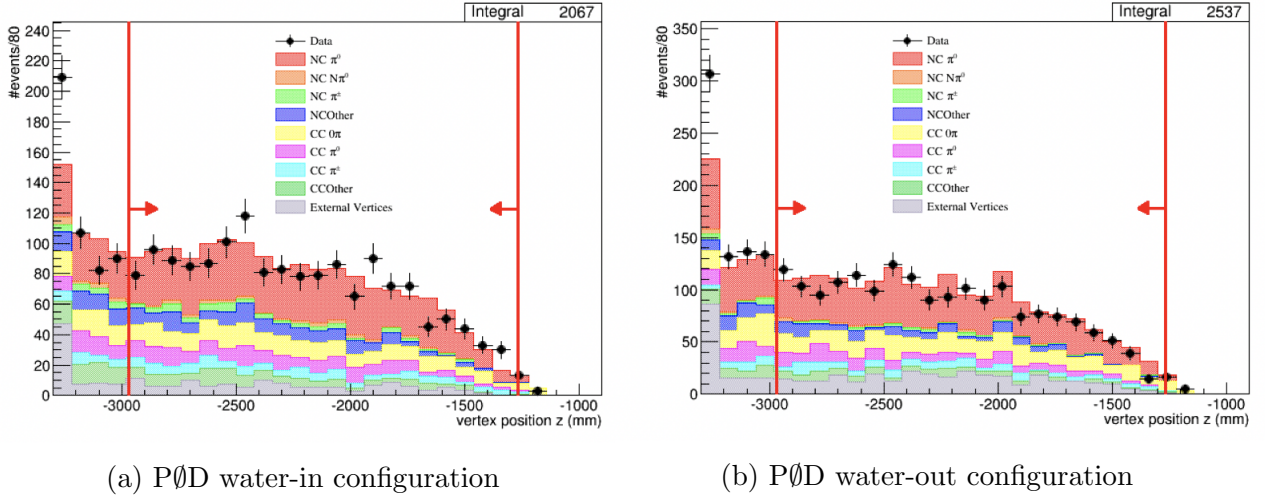 Integral 2067
#events/80
240
220
200
180
160
140
120
100
80
60
40
20
0
Data
NC π⁰
NC Nπ⁰
NC π±
NCOther
CC 0π
CC π⁰
CC π±
CCOther
External Vertices
-3000 -2500 -2000 -1500 -1000
vertex position z (mm)
(a) P∅D water-in configuration
Integral 2537
#events/80
350
300
250
200
150
100
50
0
Data
NC π⁰
NC Nπ⁰
NC π±
NCOther
CC 0π
CC π⁰
CC π±
CCOther
External Vertices
-3000 -2500 -2000 -1500 -1000
vertex position z (mm)
(b) P∅D water-out configuration